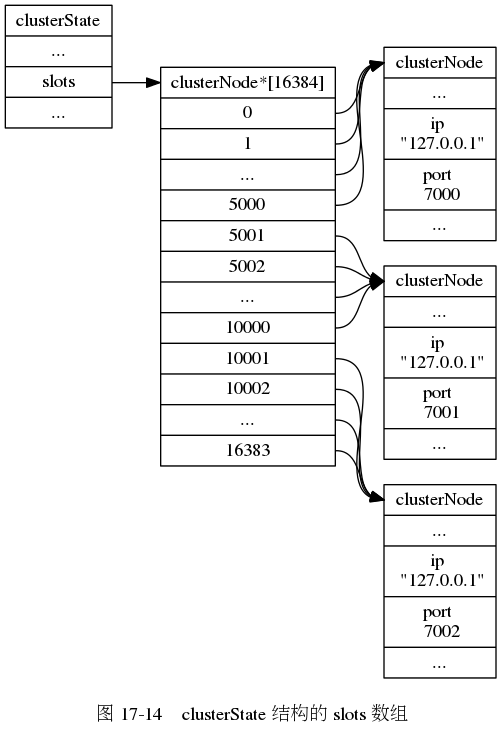 clusterState
...
slots
...
clusterNode*[16384]
0
1
...
5000
5001
5002
...
10000
10001
10002
...
16383
clusterNode
...
ip
"127.0.0.1"
port
7000
...
clusterNode
...
ip
"127.0.0.1"
port
7001
...
clusterNode
...
ip
"127.0.0.1"
port
7002
...
图 17-14 clusterState 结构的 slots 数组